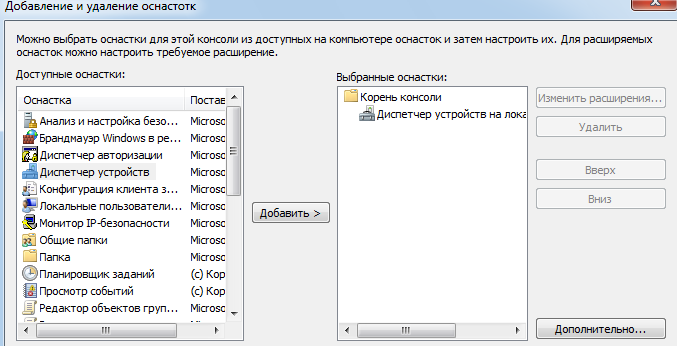 Добавление и удаление оснасток
Можно выбрать оснастки для этой консоли из доступных на компьютере оснасток и затем настроить их. Для расширяемых
оснасток можно настроить требуемое расширение.
Доступные оснастки:
Оснастка Постав
Анализ и настройка безо... Microsc
Брандмауэр Windows в ре... Microsc
Диспетчер авторизации Microsc
Диспетчер устройств Microsc
Конфигурация клиента з... Microsc
Локальные пользователи... Microsc
Монитор IP-безопасности Microsc
Общие папки Microsc
Папка Microsc
Планировщик заданий (c) Кор
Просмотр событий (c) Кор
Редактор объектов груп... Microsc
Добавить >
Выбранные оснастки:
Корень консоли
Диспетчер устройств на лока
Изменить расширения...
Удалить
Вверх
Вниз
Дополнительно...